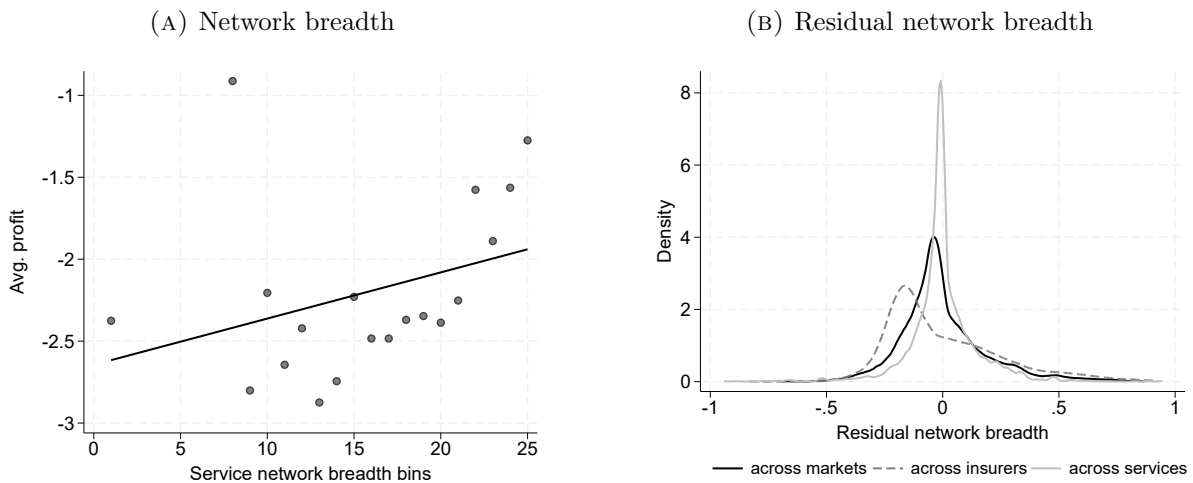 (A) Network breadth
-1
-1.5
-2
-2.5
-3
Avg. profit
0 5 10 15 20 25
Service network breadth bins
(B) Residual network breadth
8
6
4
2
0
Density
-1 -.5 0 .5 1
Residual network breadth
across markets across insurers across services